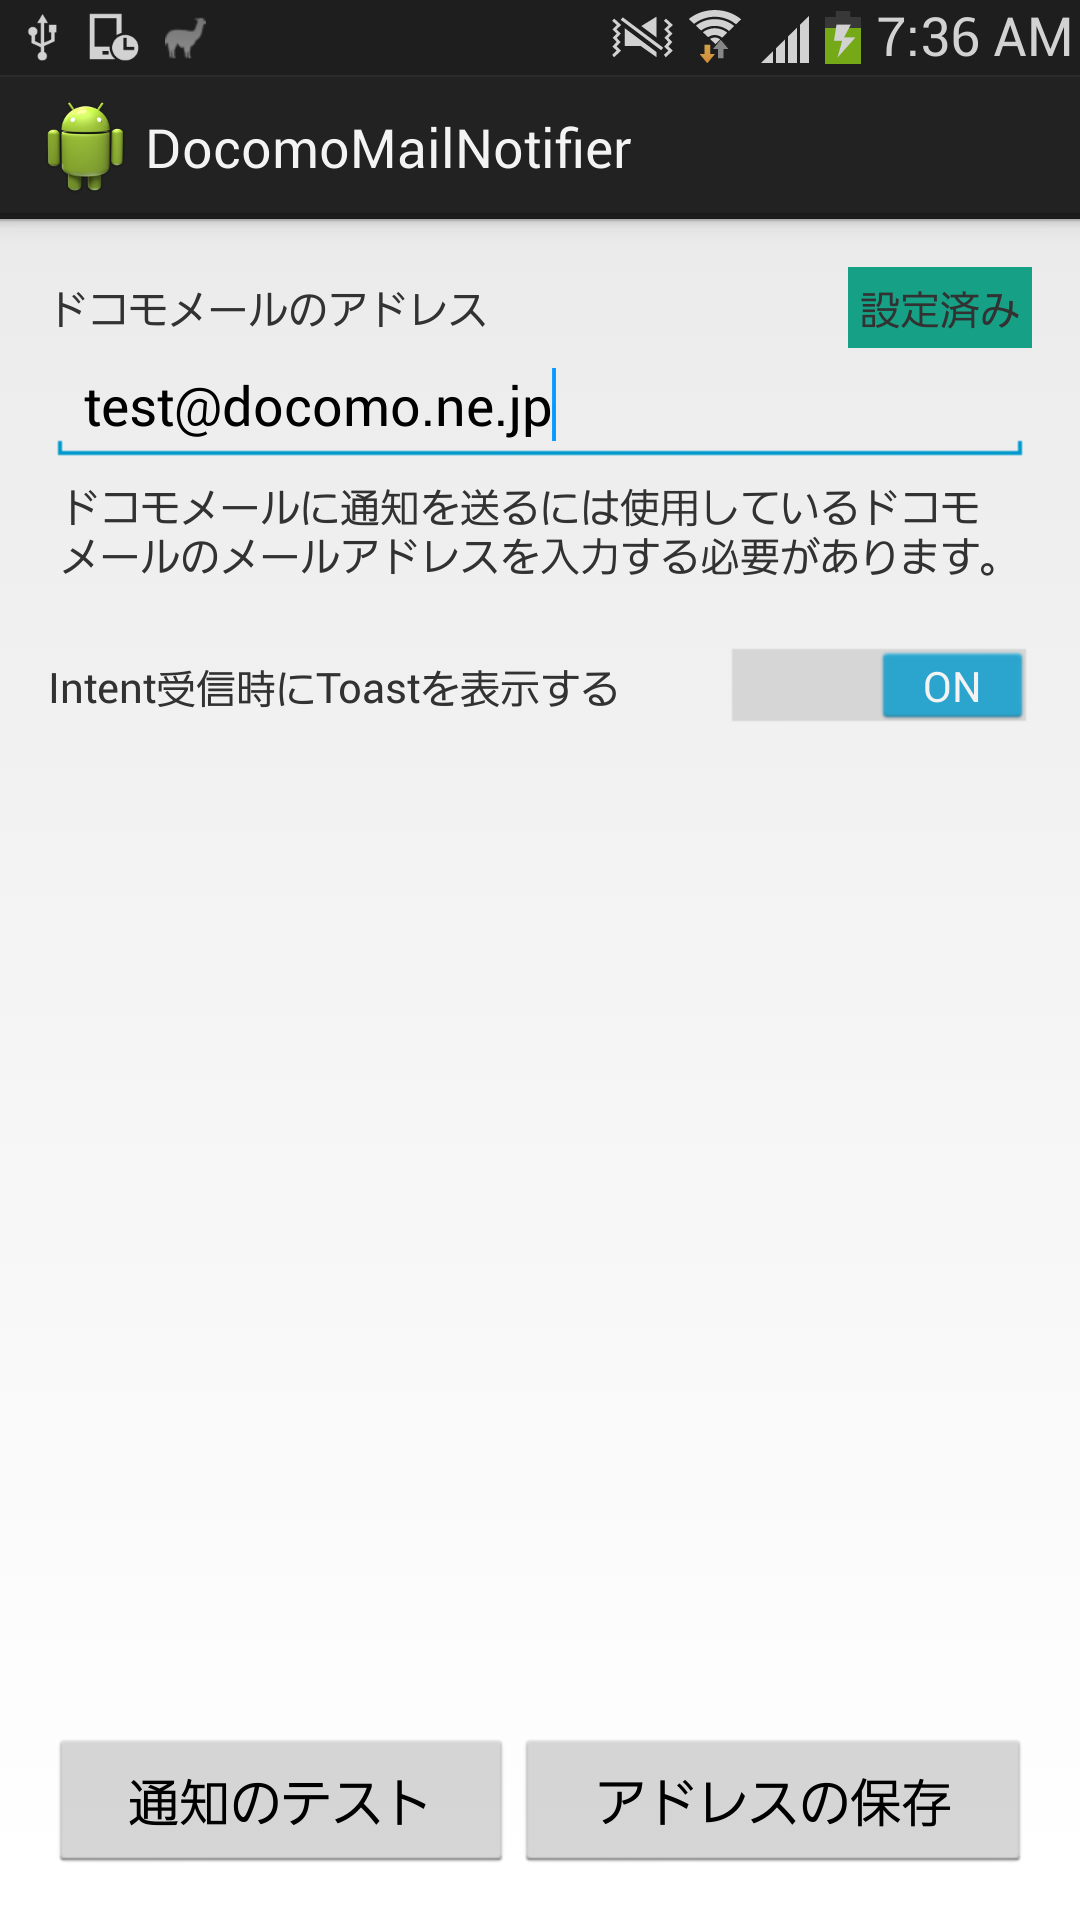 7:36 AM
DocomoMailNotifier
ドコモメールのアドレス
設定済み
test@docomo.ne.jp
ドコモメールに通知を送るには使用しているドコモ
メールのメールアドレスを入力する必要があります。
Intent受信時にToastを表示する
ON
通知のテスト
アドレスの保存